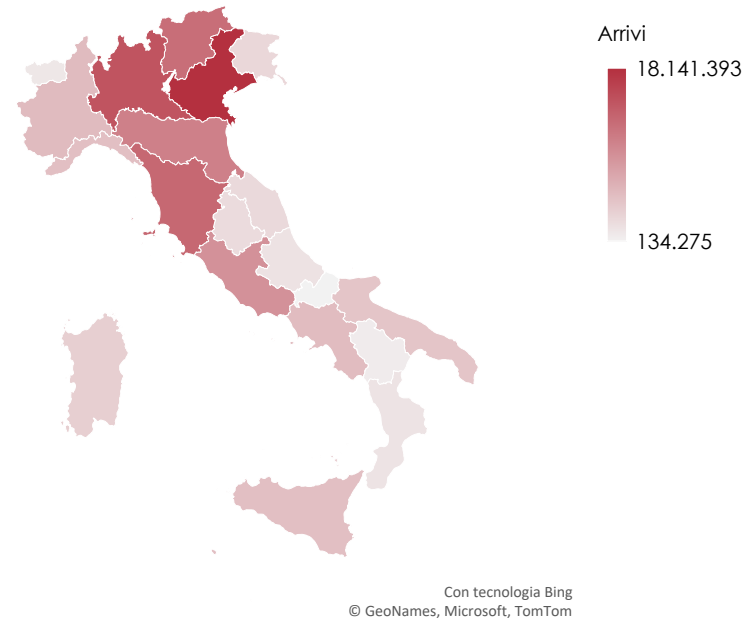 Arrivi
18.141.393
134.275
Con tecnologia Bing
© GeoNames, Microsoft, TomTom